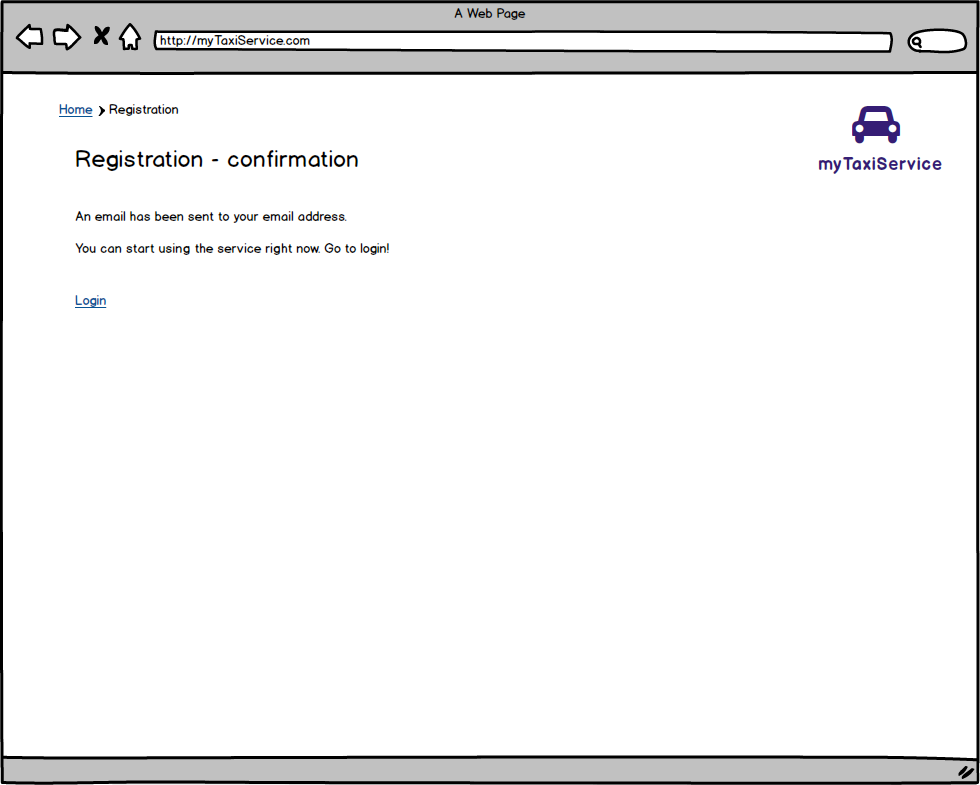 A Web Page
http://myTaxiService.com
Home > Registration
myTaxiService
Registration - confirmation
An email has been sent to your email address.
You can start using the service right now. Go to login!
Login